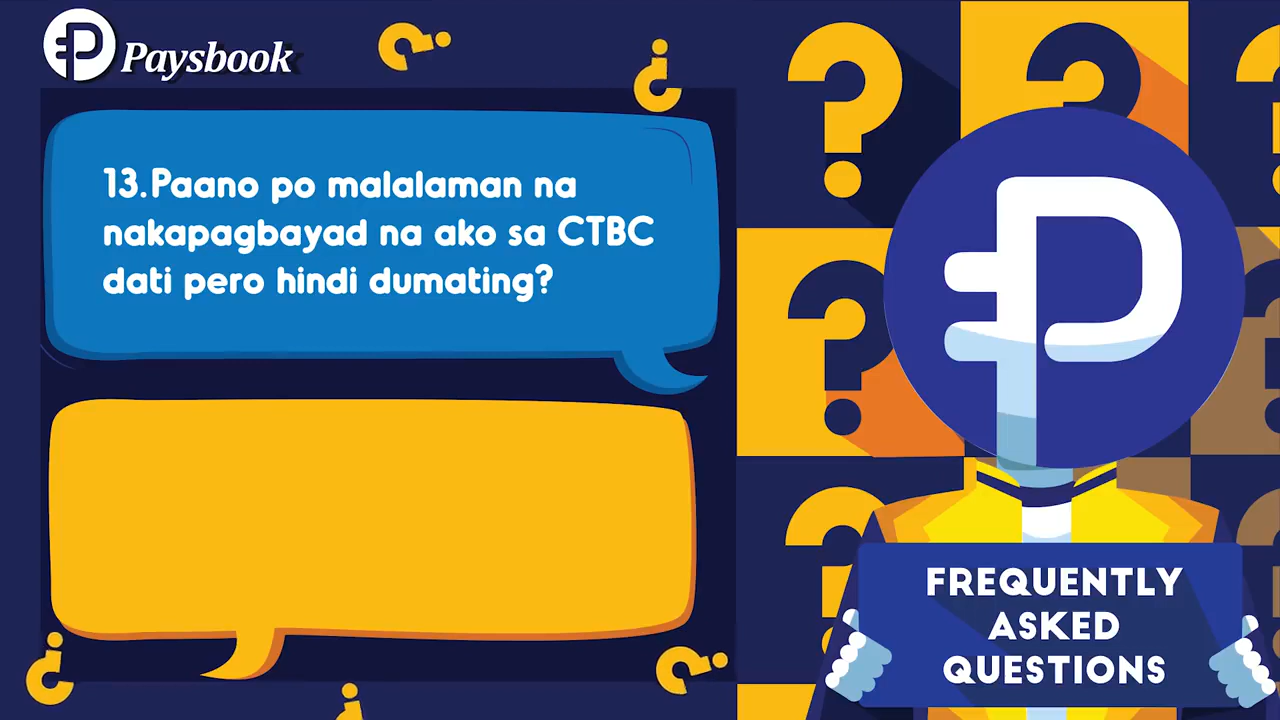 Paysbook
13.Paano po malalaman na
nakapagbayad na ako sa CTBC
dati pero hindi dumating?
FREQUENTLY
ASKED
QUESTIONS